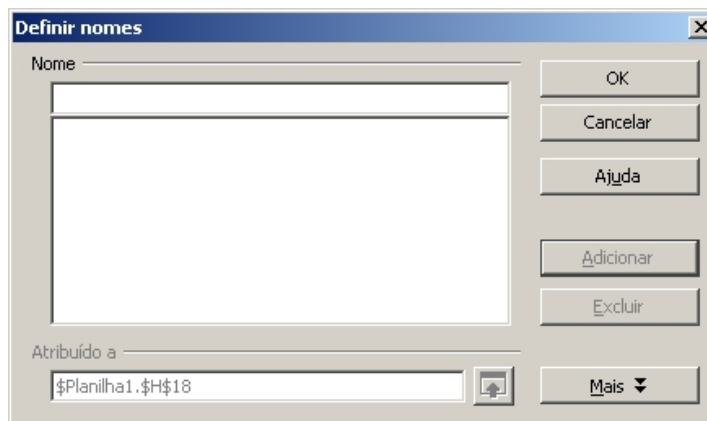 Definir nomes
Nome
OK
Cancelar
Ajuda
Adicionar
Excluir
Atribuído a
$Planilha1.$H$18
Mais